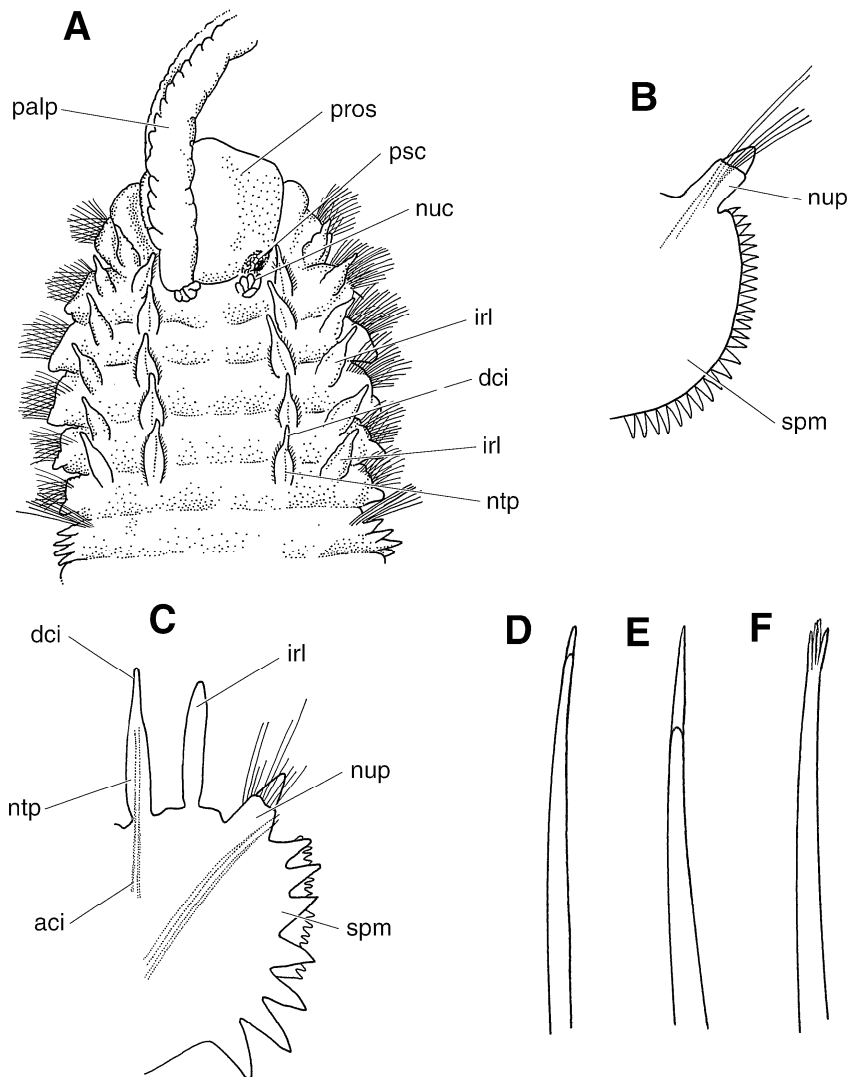 A
palp
pros
psc
nuc
irl
dci
irl
ntp
B
nup
spm
C
dci
irl
nup
ntp
aci
spm
D
E
F